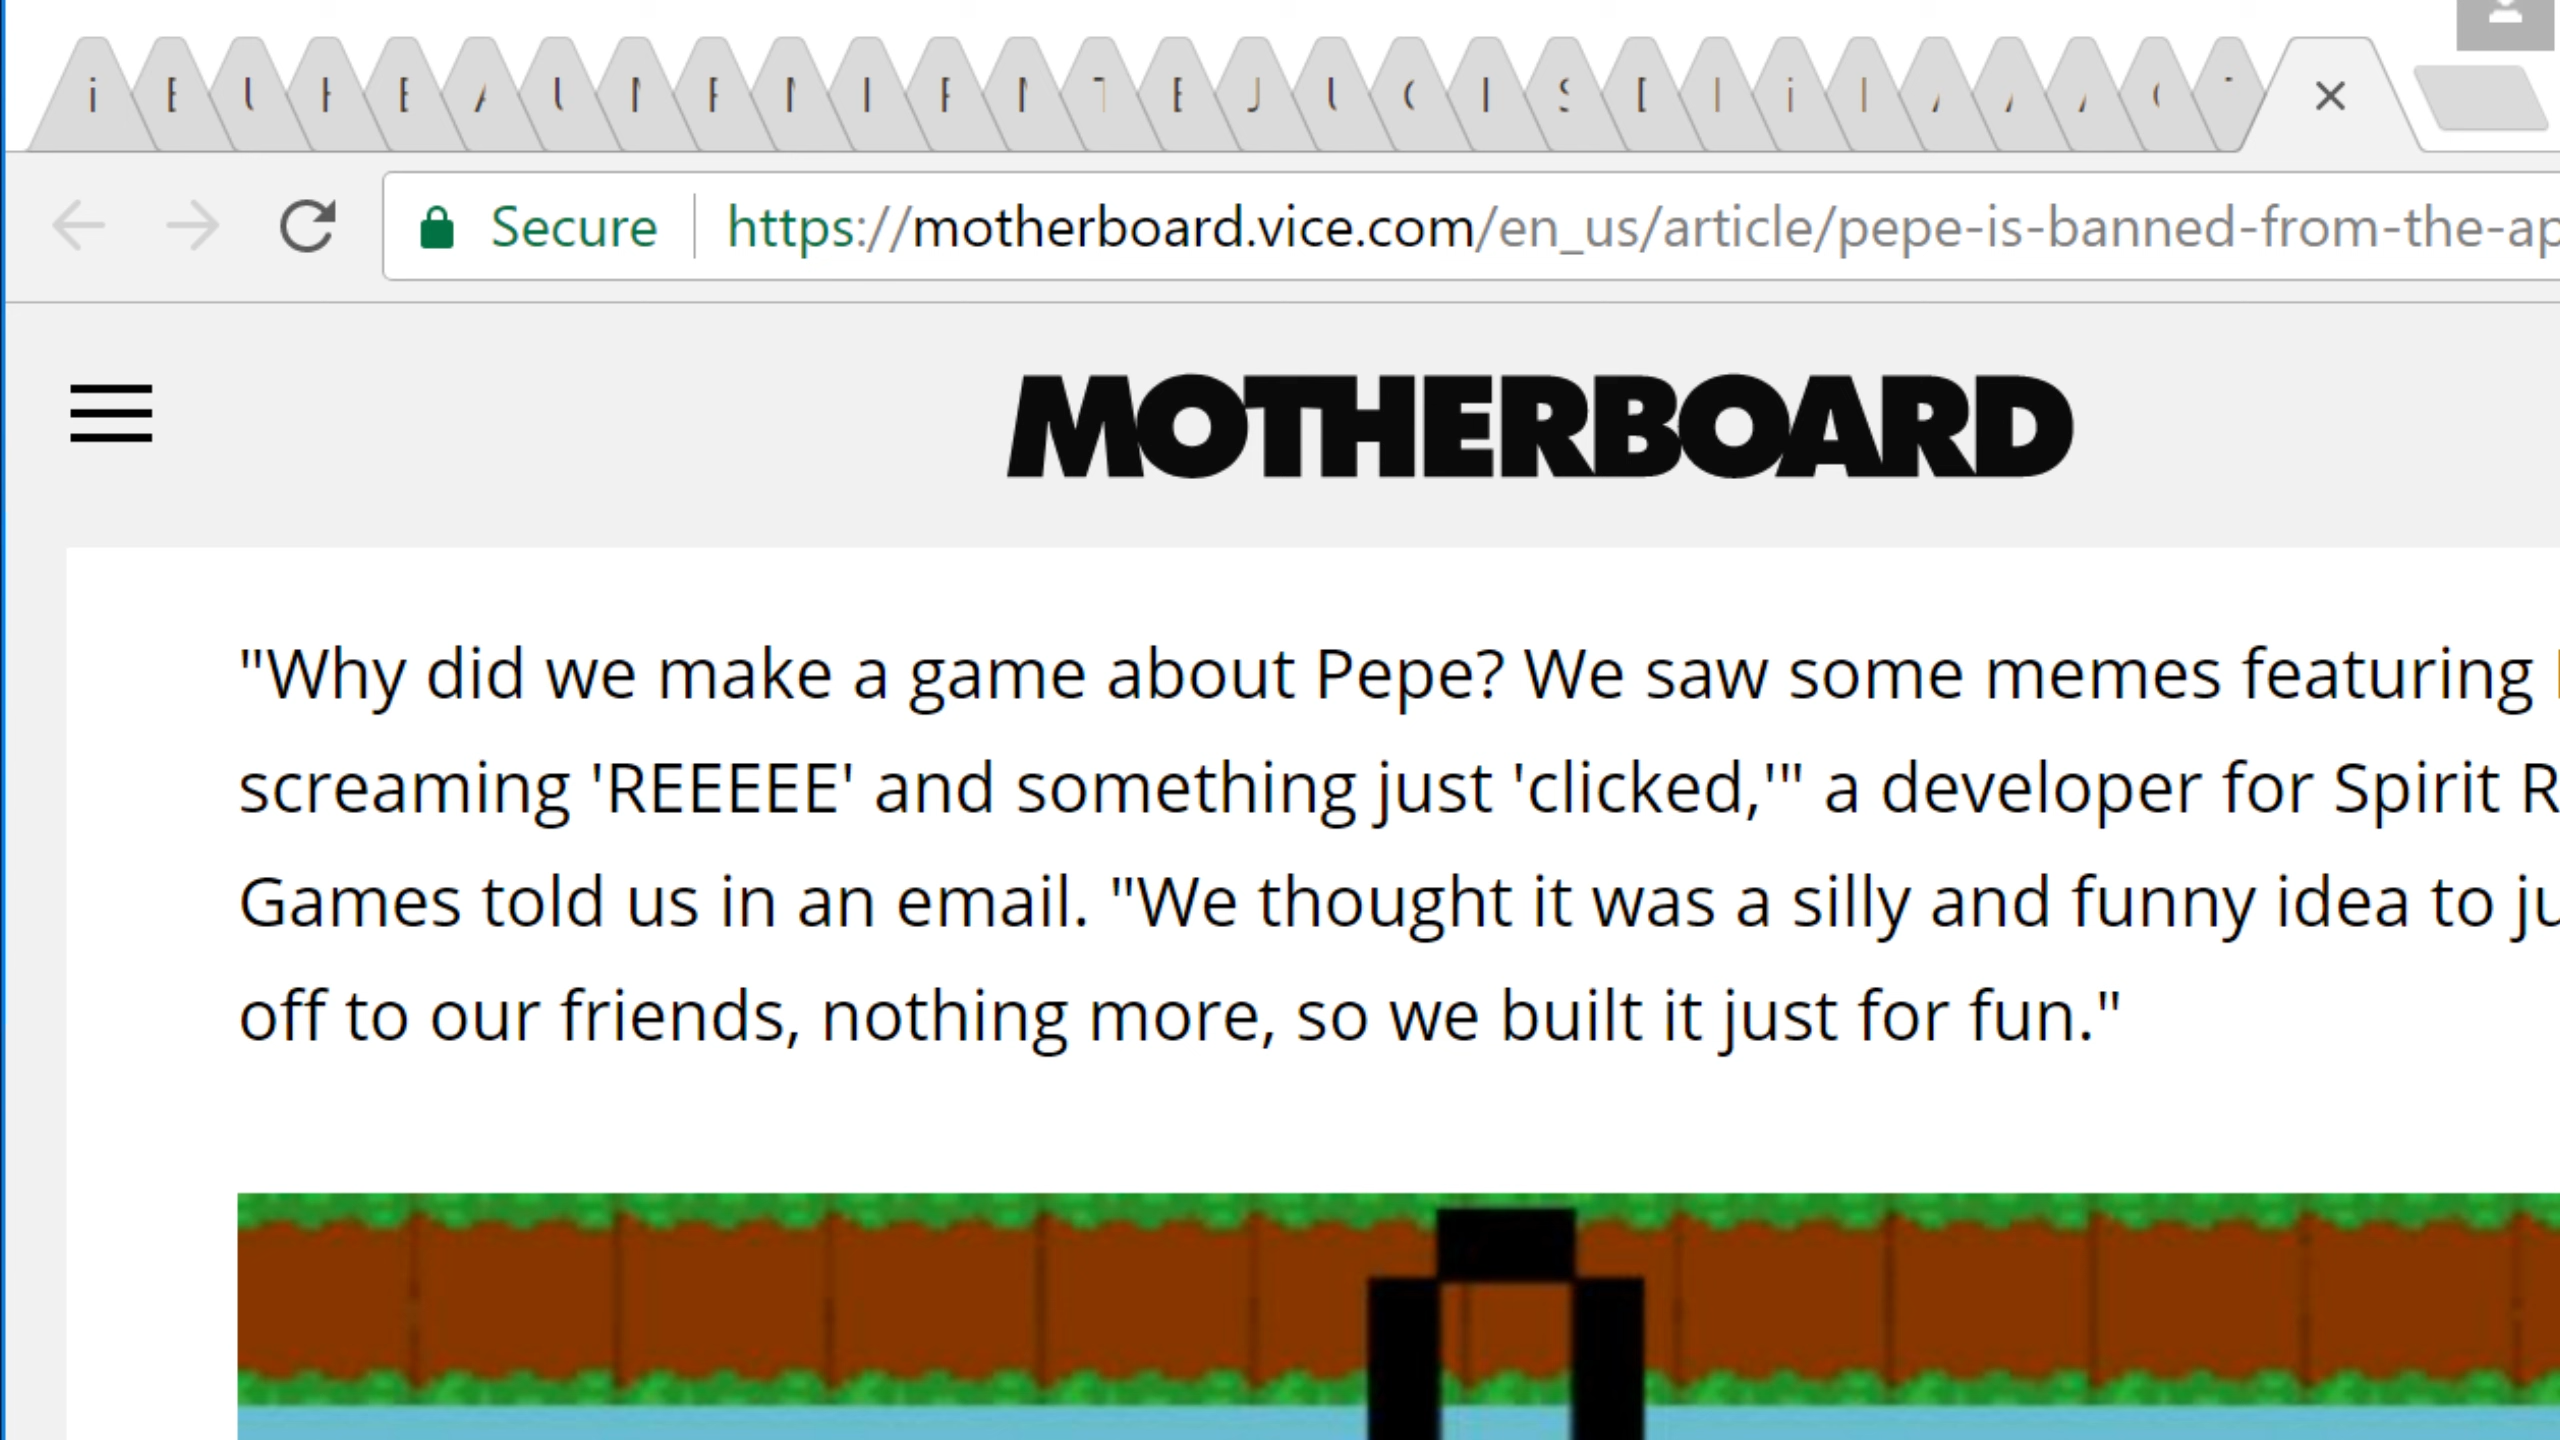 Secure https://motherboard.vice.com/en_us/article/pepe-is-banned-from-the-ap
MOTHERBOARD
"Why did we make a game about Pepe? We saw some memes featuring
screaming 'REEEEE' and something just 'clicked,'" a developer for Spirit R
Games told us in an email. "We thought it was a silly and funny idea to ju
off to our friends, nothing more, so we built it just for fun."